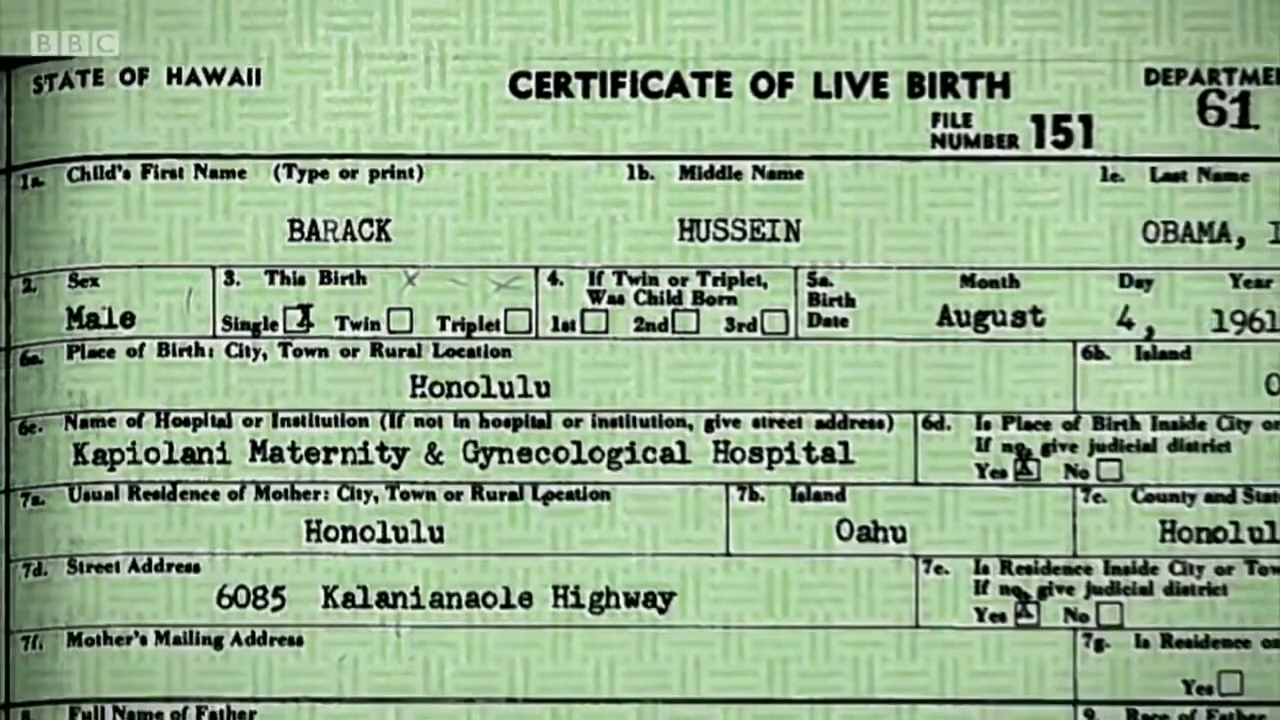 BBC
STATE OF HAWAII CERTIFICATE OF LIVE BIRTH DEPARTME
FILE NUMBER 151 61
1a. Child's First Name (Type or print) 1b. Middle Name 1c. Last Name
BARACK HUSSEIN OBAMA, I
2. Sex 3. This Birth 4. If Twin or Triplet, 5a. Month Day Year
Was Child Born Birth
Male Single X Twin Triplet 1st 2nd 3rd Date August 4, 1961
6a. Place of Birth: City, Town or Rural Location 6b. Island
Honolulu O
6c. Name of Hospital or Institution (If not in hospital or institution, give street address) 6d. Is Place of Birth Inside City or
If no, give judicial district
Kapiolani Maternity & Gynecological Hospital Yes X No
7a. Usual Residence of Mother: City, Town or Rural Location 7b. Island 7c. County and Stat
Honolulu Oahu Honolul
7d. Street Address 7e. Is Residence Inside City or Tow
If no, give judicial district
6085 Kalanianaole Highway Yes X No
7f. Mother's Mailing Address 7g. Is Residence on
Yes
8. Full Name of Father 9. Race of Father